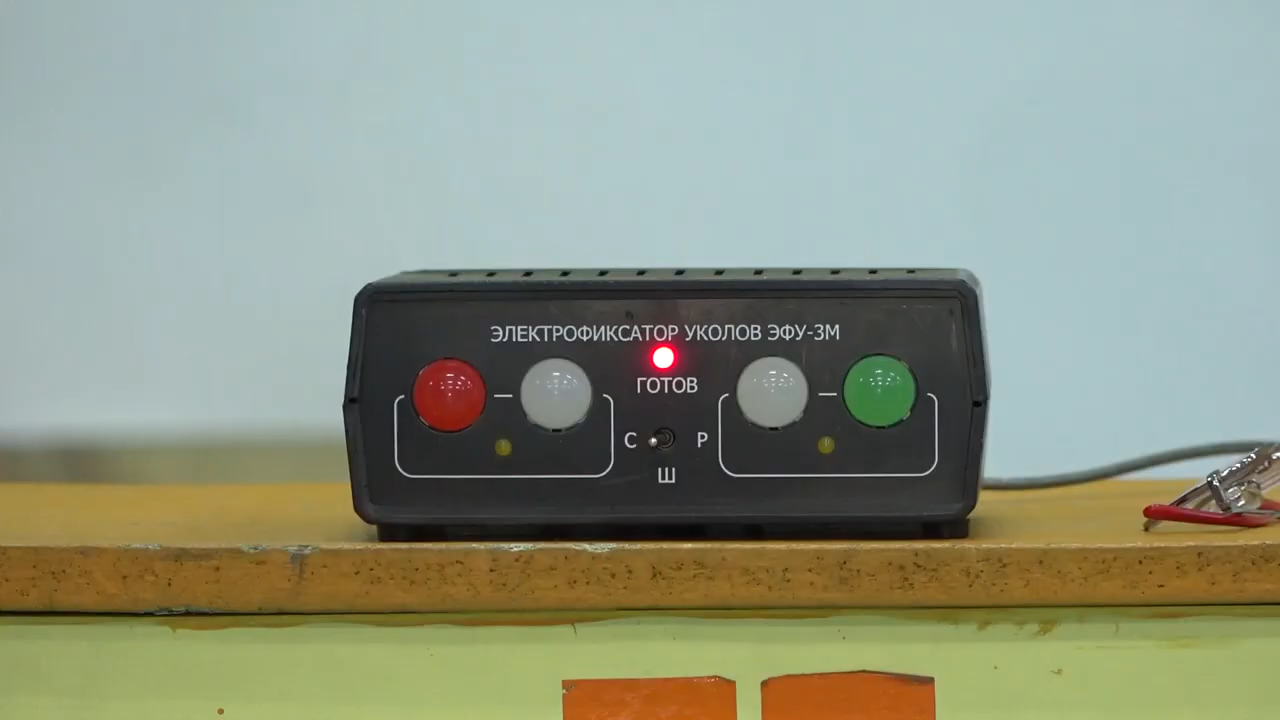 ЭЛЕКТРОФИКСАТОР УКОЛОВ ЭФУ-3М
ГОТОВ
С Р
Ш